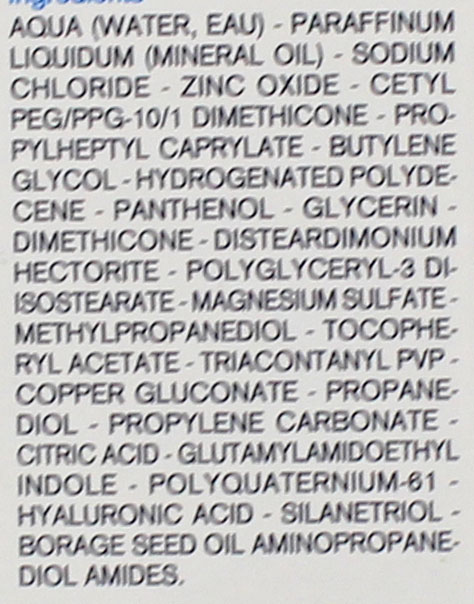 Ingredients
AQUA (WATER, EAU) - PARAFFINUM
LIQUIDUM (MINERAL OIL) - SODIUM
CHLORIDE - ZINC OXIDE - CETYL
PEG/PPG-10/1 DIMETHICONE - PRO-
PYLHEPTYL CAPRYLATE - BUTYLENE
GLYCOL - HYDROGENATED POLYDE-
CENE - PANTHENOL - GLYCERIN -
DIMETHICONE - DISTEARDIMONIUM
HECTORITE - POLYGLYCERYL-3 DI-
ISOSTEARATE - MAGNESIUM SULFATE -
METHYLPROPANEDIOL - TOCOPHE-
RYL ACETATE - TRIACONTANYL PVP -
COPPER GLUCONATE - PROPANE-
DIOL - PROPYLENE CARBONATE -
CITRIC ACID - GLUTAMYLAMIDOETHYL
INDOLE - POLYQUATERNIUM-61 -
HYALURONIC ACID - SILANETRIOL -
BORAGE SEED OIL AMINOPROPANE-
DIOL AMIDES.